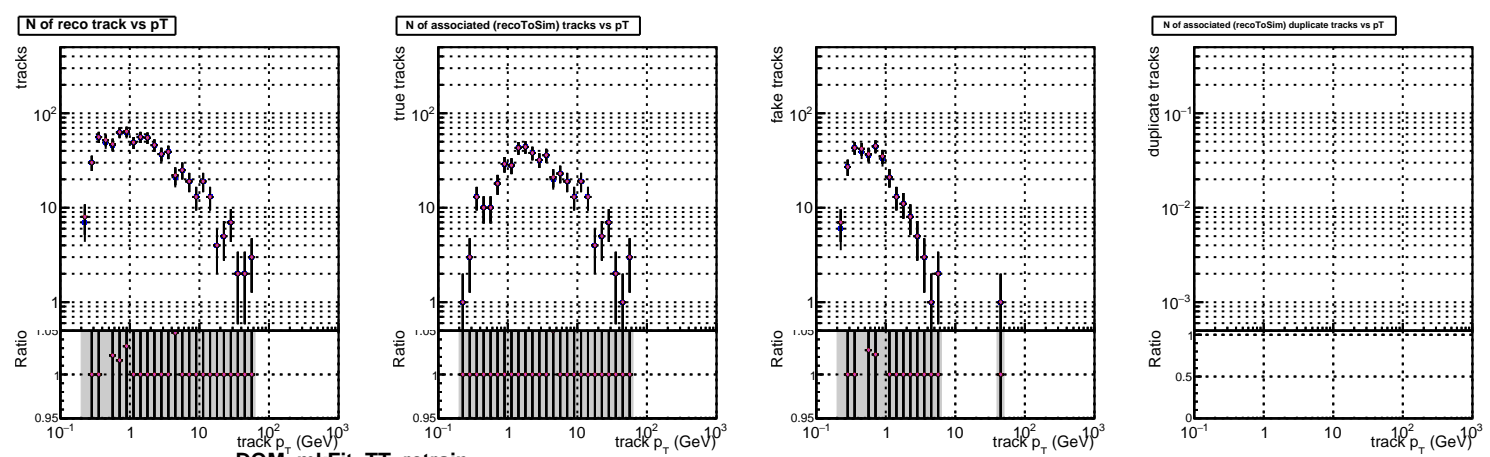 N of reco track vs pT
N of associated (recoToSim) tracks vs pT
N of associated (recoToSim) duplicate tracks vs pT
tracks
10²
10
1
Ratio
1.05
1
0.95
10⁻¹ 1 10 10² 10³
track p_T (GeV)
true tracks
10²
10
1
Ratio
1.05
1
0.95
10⁻¹ 1 10 10² 10³
track p_T (GeV)
fake tracks
10²
10
1
Ratio
1.05
1
0.95
10⁻¹ 1 10 10² 10³
track p_T (GeV)
duplicate tracks
10⁻¹
10⁻²
10⁻³
Ratio
1
0.5
0
10⁻¹ 1 10 10² 10³
track p_T (GeV)